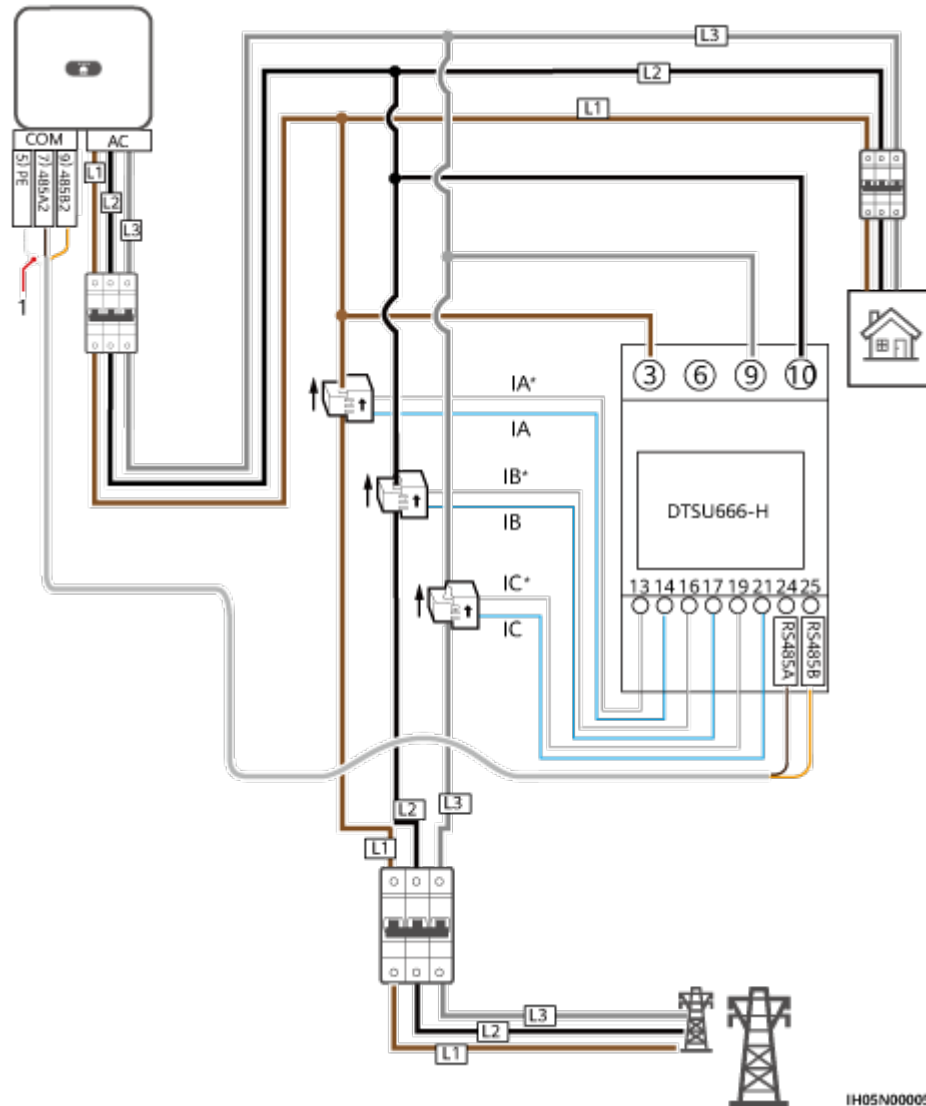 L3
L2
L1
COM
AC
5) PE
7) 485A2
9) 485B2
L1
L2
L3
1
3
6
9
10
IA*
IA
IB*
IB
IC*
IC
DTSU666-H
13 14 16 17 19 21 24 25
RS485A
RS485B
L3
L2
L1
L3
L2
L1
IH05N00005